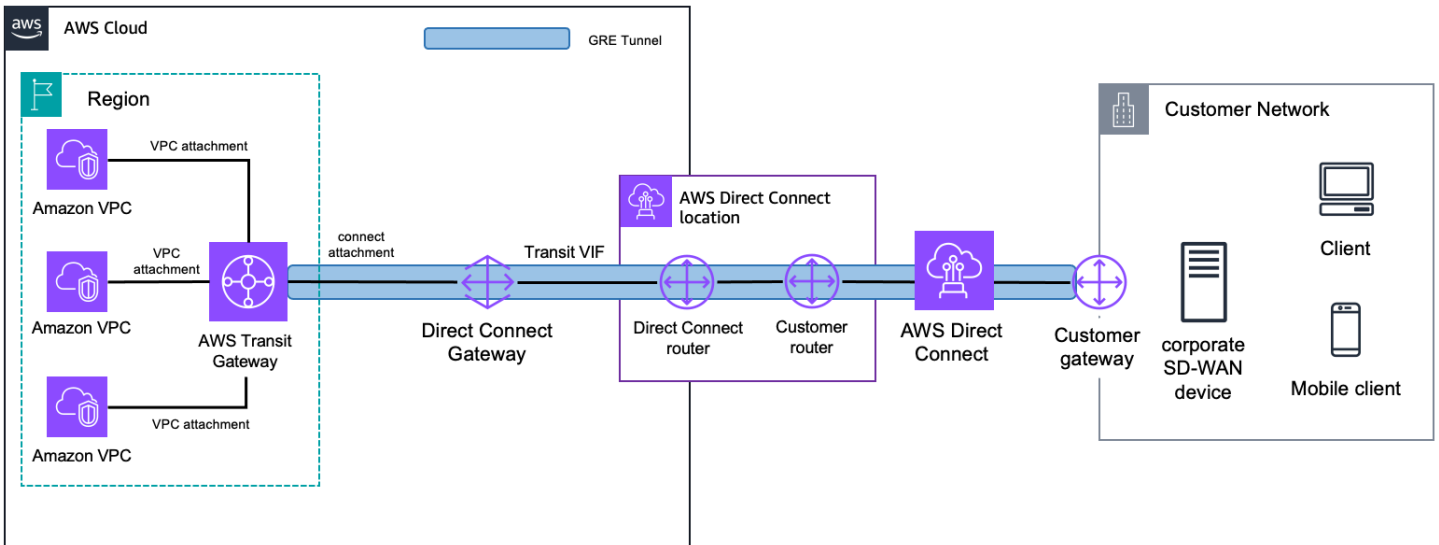 aws
AWS Cloud
GRE Tunnel
Region
VPC attachment
Amazon VPC
VPC
attachment
Amazon VPC
VPC attachment
Amazon VPC
AWS Transit
Gateway
connect
attachment
Direct Connect
Gateway
Transit VIF
AWS Direct Connect
location
Direct Connect
router
Customer
router
AWS Direct
Connect
Customer
gateway
Customer Network
corporate
SD-WAN
device
Client
Mobile client